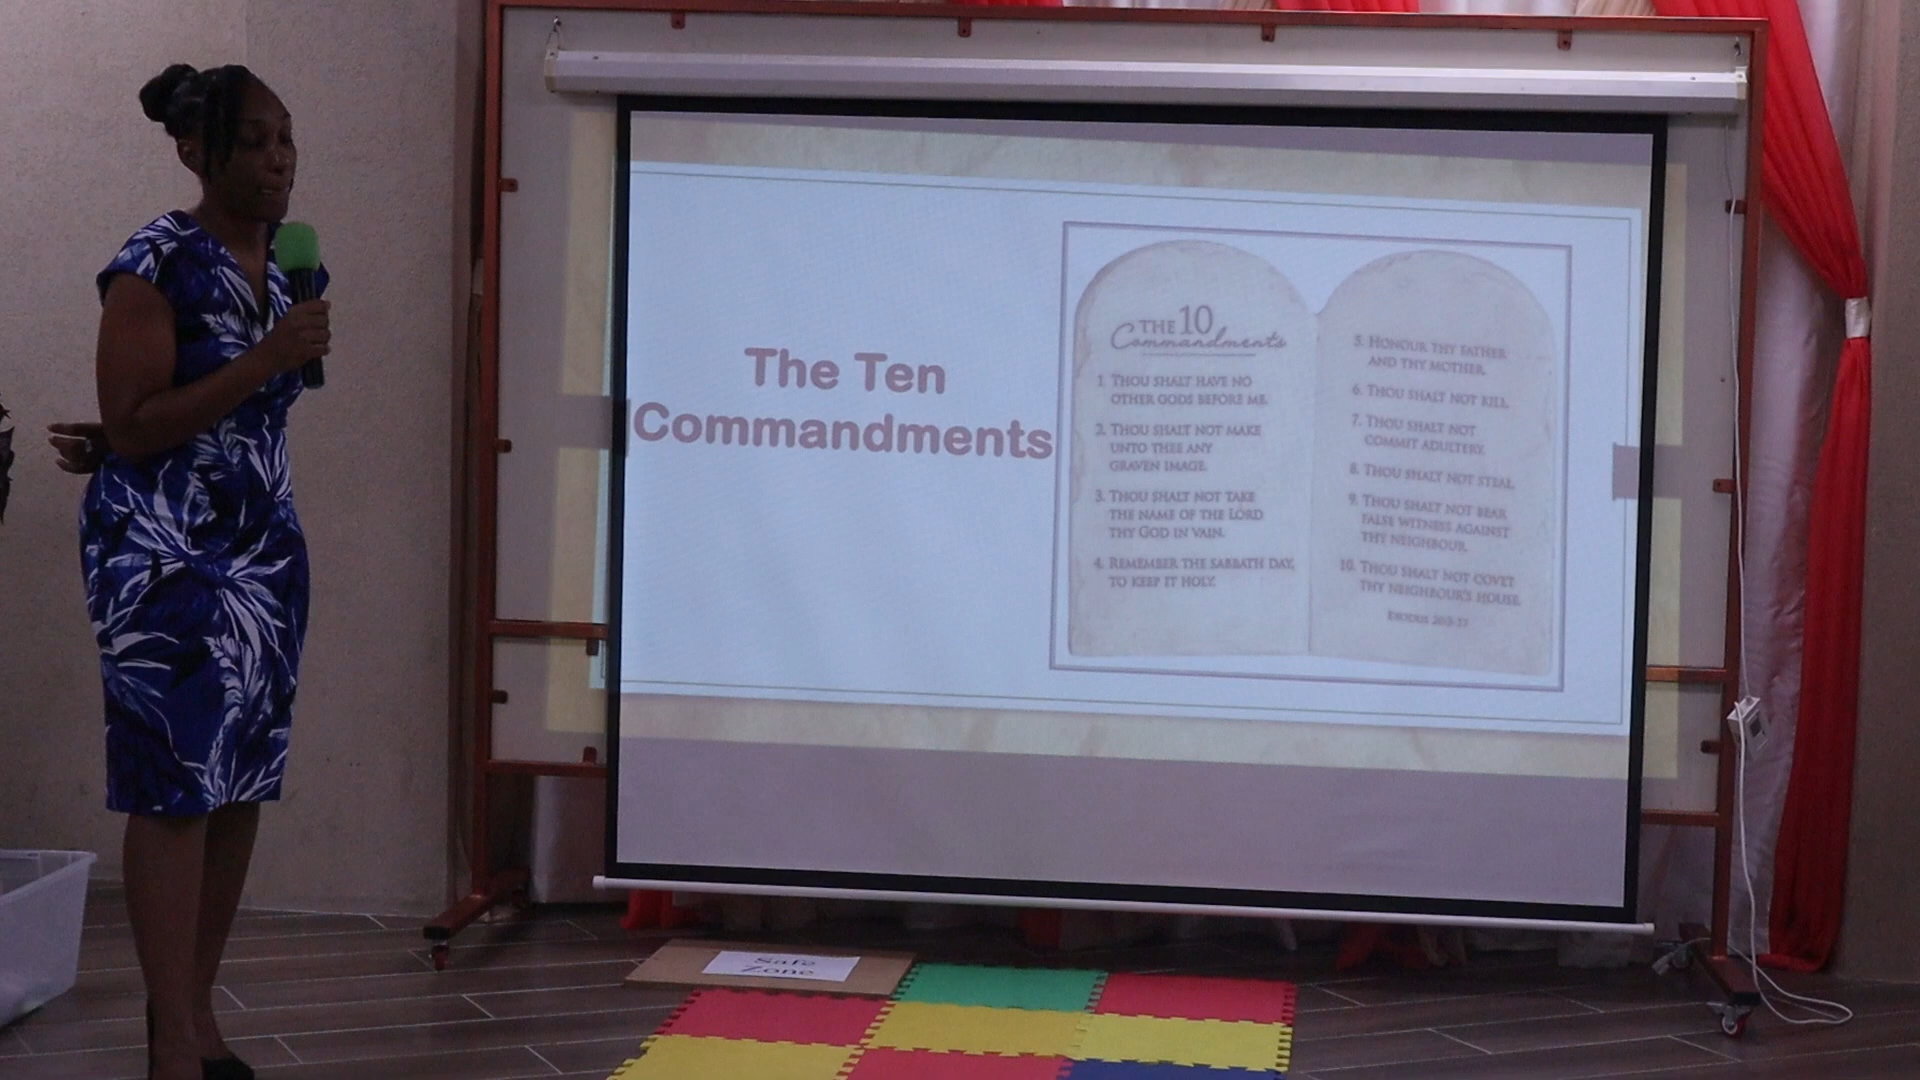 The Ten
Commandments
THE 10
Commandments
1. THOU SHALT HAVE NO
OTHER GODS BEFORE ME.
2. THOU SHALT NOT MAKE
UNTO THEE ANY
GRAVEN IMAGE.
3. THOU SHALT NOT TAKE
THE NAME OF THE LORD
THY GOD IN VAIN.
4. REMEMBER THE SABBATH DAY,
TO KEEP IT HOLY.
5. HONOUR THY FATHER
AND THY MOTHER.
6. THOU SHALT NOT KILL.
7. THOU SHALT NOT
COMMIT ADULTERY.
8. THOU SHALT NOT STEAL.
9. THOU SHALT NOT BEAR
FALSE WITNESS AGAINST
THY NEIGHBOUR.
10. THOU SHALT NOT COVET
THY NEIGHBOUR'S HOUSE.
EXODUS 20:3-17
Safe
Zone